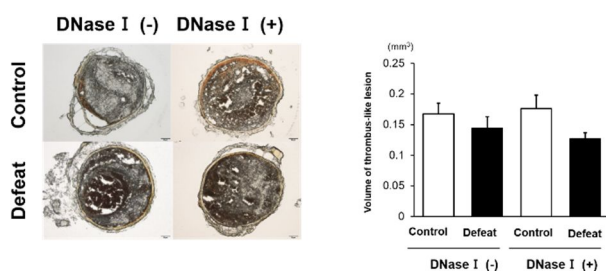 DNase Ⅰ (-) DNase Ⅰ (+)
Control
Defeat
(mm³)
Volume of thrombus-like lesion
0.25
0.2
0.15
0.1
0.05
0
Control Defeat Control Defeat
DNase Ⅰ (-) DNase Ⅰ (+)